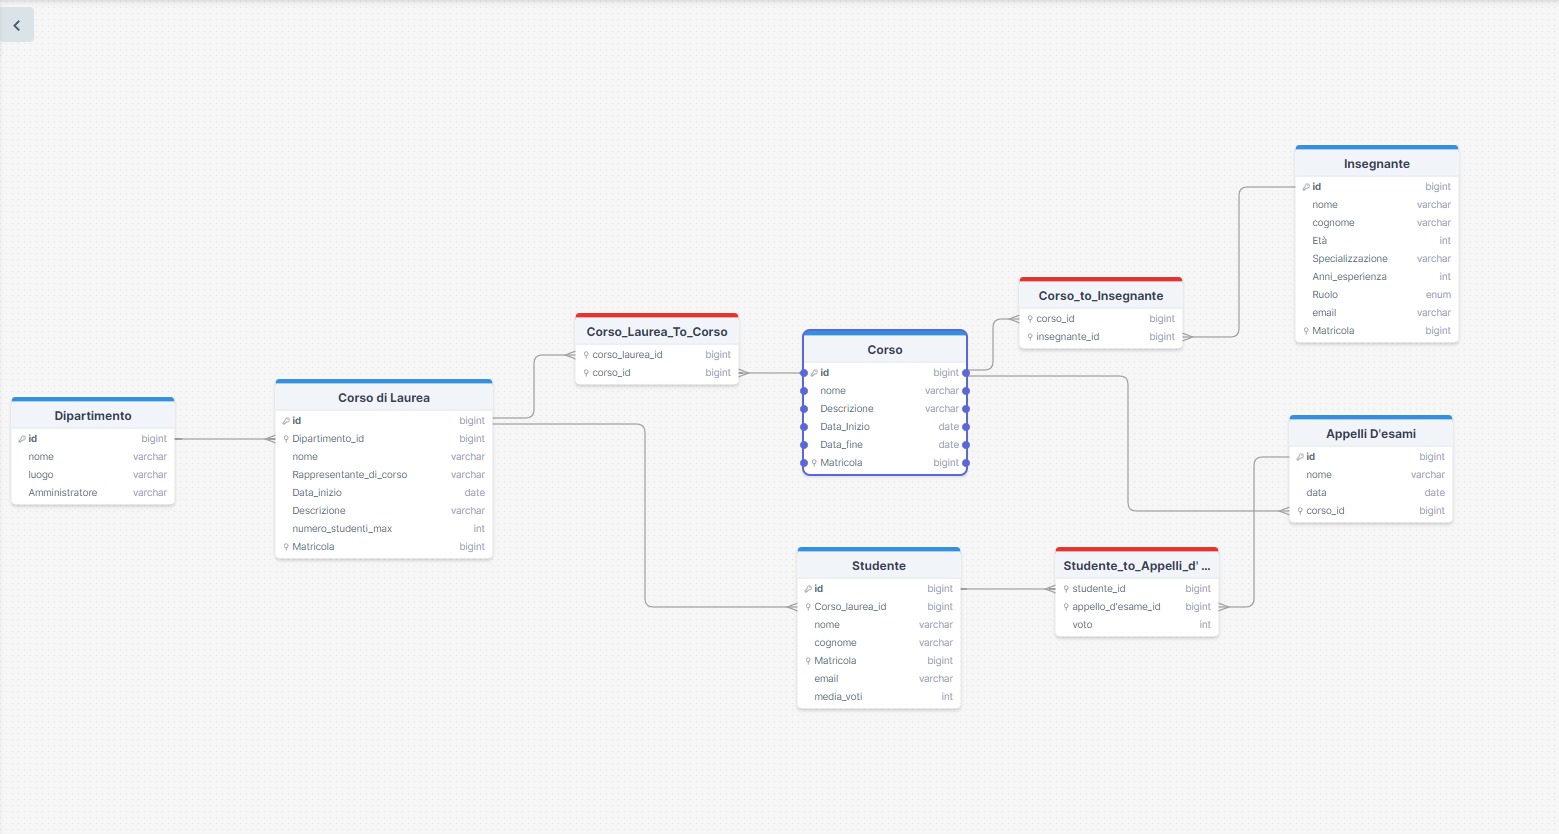 Dipartimento
id bigint
nome varchar
luogo varchar
Amministratore varchar
Corso di Laurea
id bigint
Dipartimento_id bigint
nome varchar
Rappresentante_di_corso varchar
Data_inizio date
Descrizione varchar
numero_studenti_max int
Matricola bigint
Corso_Laurea_To_Corso
corso_laurea_id bigint
corso_id bigint
Corso
id bigint
nome varchar
Descrizione varchar
Data_Inizio date
Data_fine date
Matricola bigint
Corso_to_Insegnante
corso_id bigint
insegnante_id bigint
Insegnante
id bigint
nome varchar
cognome varchar
Età int
Specializzazione varchar
Anni_esperienza int
Ruolo enum
email varchar
Matricola bigint
Appelli D'esami
id bigint
nome varchar
data date
corso_id bigint
Studente
id bigint
Corso_laurea_id bigint
nome varchar
cognome varchar
Matricola bigint
email varchar
media_voti int
Studente_to_Appelli_d' ...
studente_id bigint
appello_d'esame_id bigint
voto int